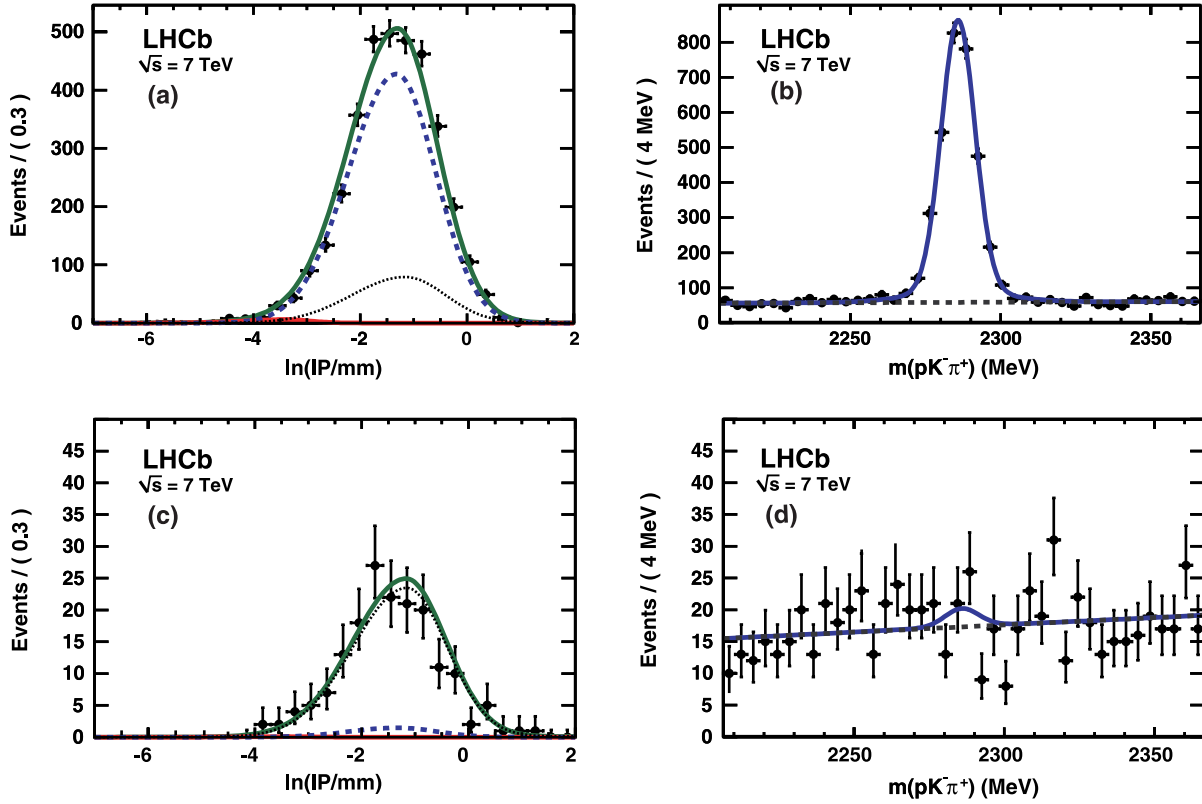 LHCb
√s = 7 TeV
(a)
Events / ( 0.3 )
500
400
300
200
100
0
-6
-4
-2
0
2
ln(IP/mm)
LHCb
√s = 7 TeV
(b)
Events / ( 4 MeV )
800
700
600
500
400
300
200
100
0
2250
2300
2350
m(pK⁻π⁺) (MeV)
LHCb
√s = 7 TeV
(c)
Events / ( 0.3 )
45
40
35
30
25
20
15
10
5
0
-6
-4
-2
0
2
ln(IP/mm)
LHCb
√s = 7 TeV
(d)
Events / ( 4 MeV )
45
40
35
30
25
20
15
10
5
0
2250
2300
2350
m(pK⁻π⁺) (MeV)